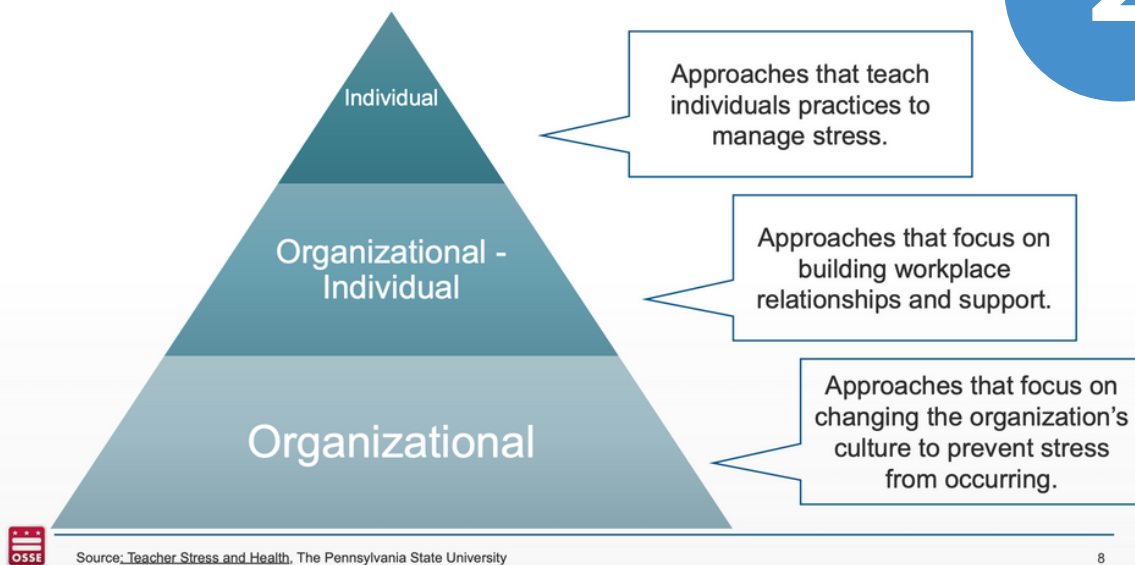 Individual
Approaches that teach
individuals practices to
manage stress.
Organizational -
Individual
Approaches that focus on
building workplace
relationships and support.
Organizational
Approaches that focus on
changing the organization's
culture to prevent stress
from occurring.
OSSE
Source: Teacher Stress and Health, The Pennsylvania State University
8